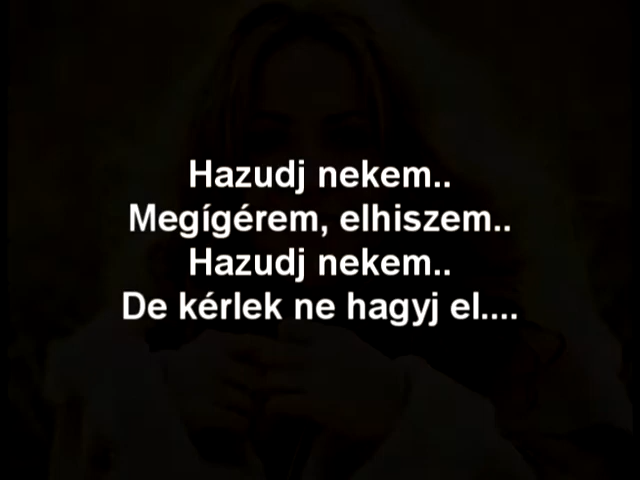 Hazudj nekem..
Megígérem, elhiszem..
Hazudj nekem..
De kérlek ne hagyj el....